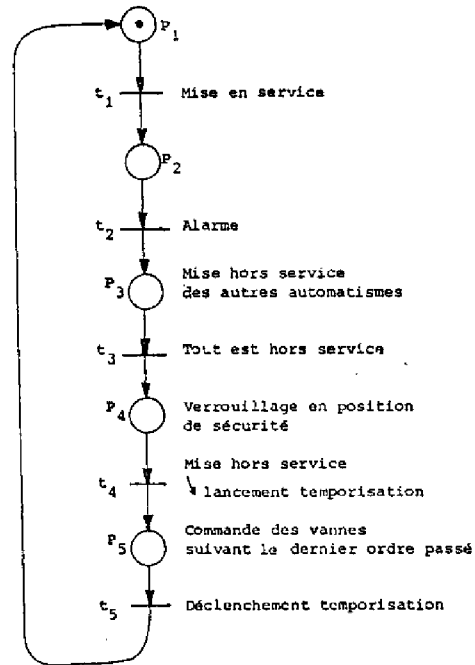 P1
t1 Mise en service
P2
t2 Alarme
P3 Mise hors service
des autres automatismes
t3 Tout est hors service
P4 Verrouillage en position
de sécurité
Mise hors service
t4 lancement temporisation
P5 Commande des vannes
suivant le dernier ordre passé
t5 Déclenchement temporisation